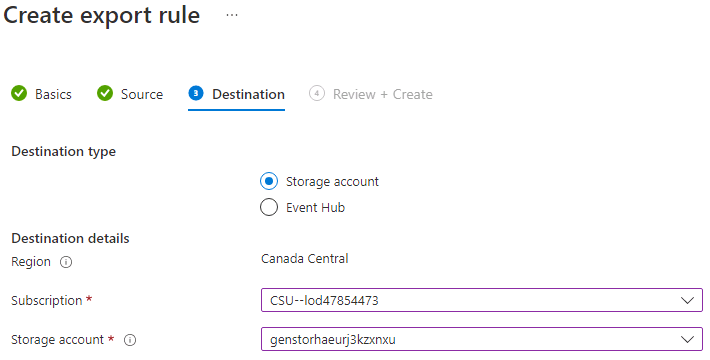 Create export rule ...
Basics Source 3 Destination 4 Review + Create
Destination type
Storage account
Event Hub
Destination details
Region Canada Central
Subscription * CSU--lod47854473
Storage account * genstorhaeurj3kzxnxu